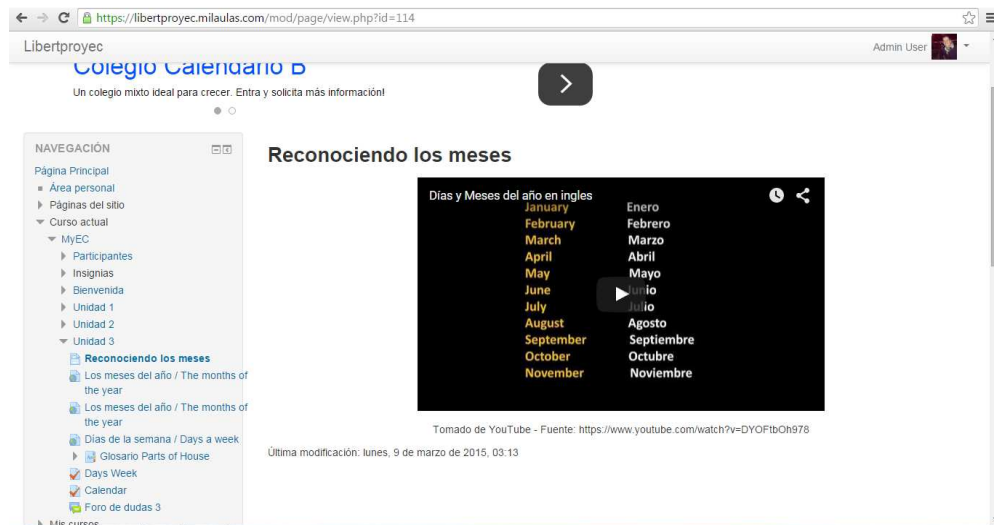 https://libertproyec.milaulas.com/mod/page/view.php?id=114
Libertproyec
Admin User
Colegio Calendario B
Un colegio mixto ideal para crecer. Entra y solicita más información!
NAVEGACIÓN
Página Principal
Área personal
Páginas del sitio
Curso actual
MyEC
Participantes
Insignias
Bienvenida
Unidad 1
Unidad 2
Unidad 3
Reconociendo los meses
Los meses del año / The months of
the year
Los meses del año / The months of
the year
Días de la semana / Days a week
Glosario Parts of House
Days Week
Calendar
Foro de dudas 3
Mis cursos
Reconociendo los meses
Días y Meses del año en ingles
January Enero
February Febrero
March Marzo
April Abril
May Mayo
June Junio
July Julio
August Agosto
September Septiembre
October Octubre
November Noviembre
Tomado de YouTube - Fuente: https://www.youtube.com/watch?v=DYOFtbOh978
Última modificación: lunes, 9 de marzo de 2015, 03:13